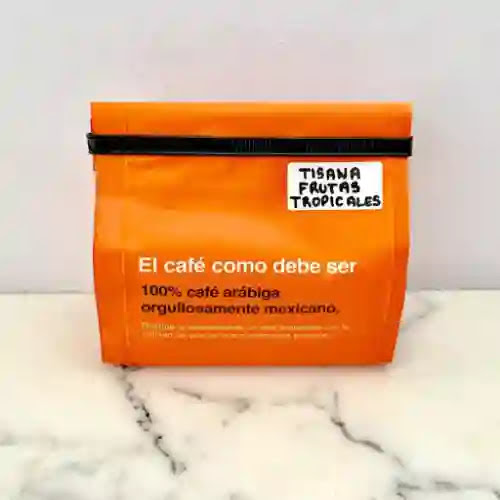 TISANA
FRUTAS
TROPICALES
El café como debe ser
100% café arábiga
orgullosamente mexicano.